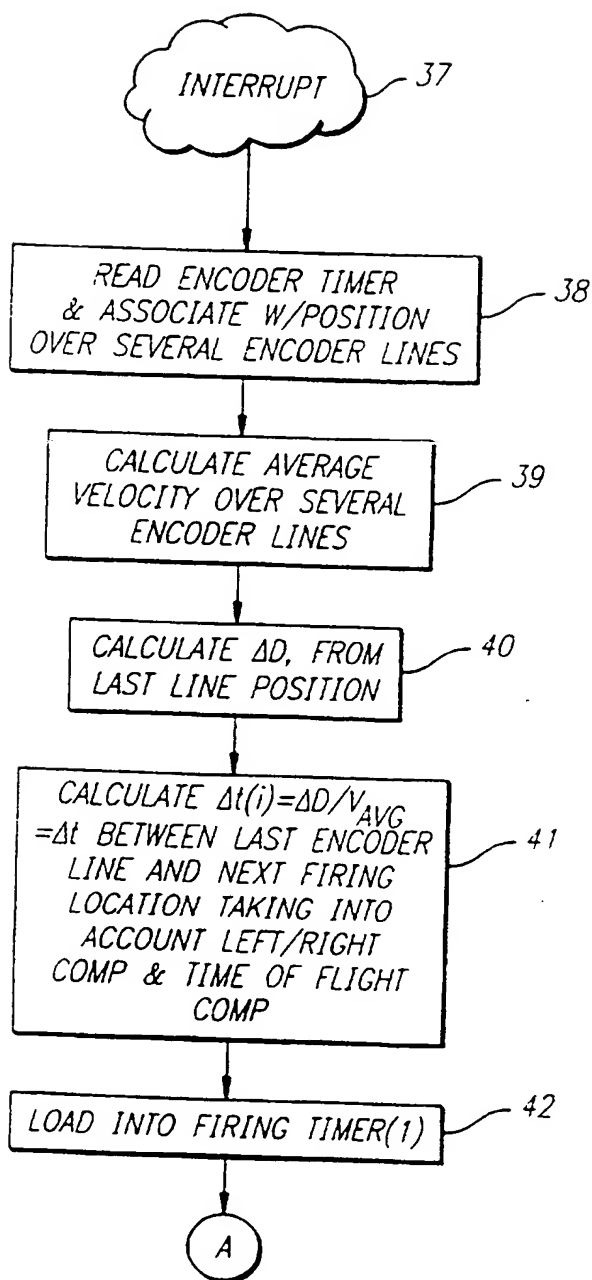 INTERRUPT
37
READ ENCODER TIMER
& ASSOCIATE W/POSITION
OVER SEVERAL ENCODER LINES
38
CALCULATE AVERAGE
VELOCITY OVER SEVERAL
ENCODER LINES
39
CALCULATE ΔD, FROM
LAST LINE POSITION
40
CALCULATE Δt(i)=ΔD/V_AVG
=Δt BETWEEN LAST ENCODER
LINE AND NEXT FIRING
LOCATION TAKING INTO
ACCOUNT LEFT/RIGHT
COMP & TIME OF FLIGHT
COMP
41
LOAD INTO FIRING TIMER(1)
42
A